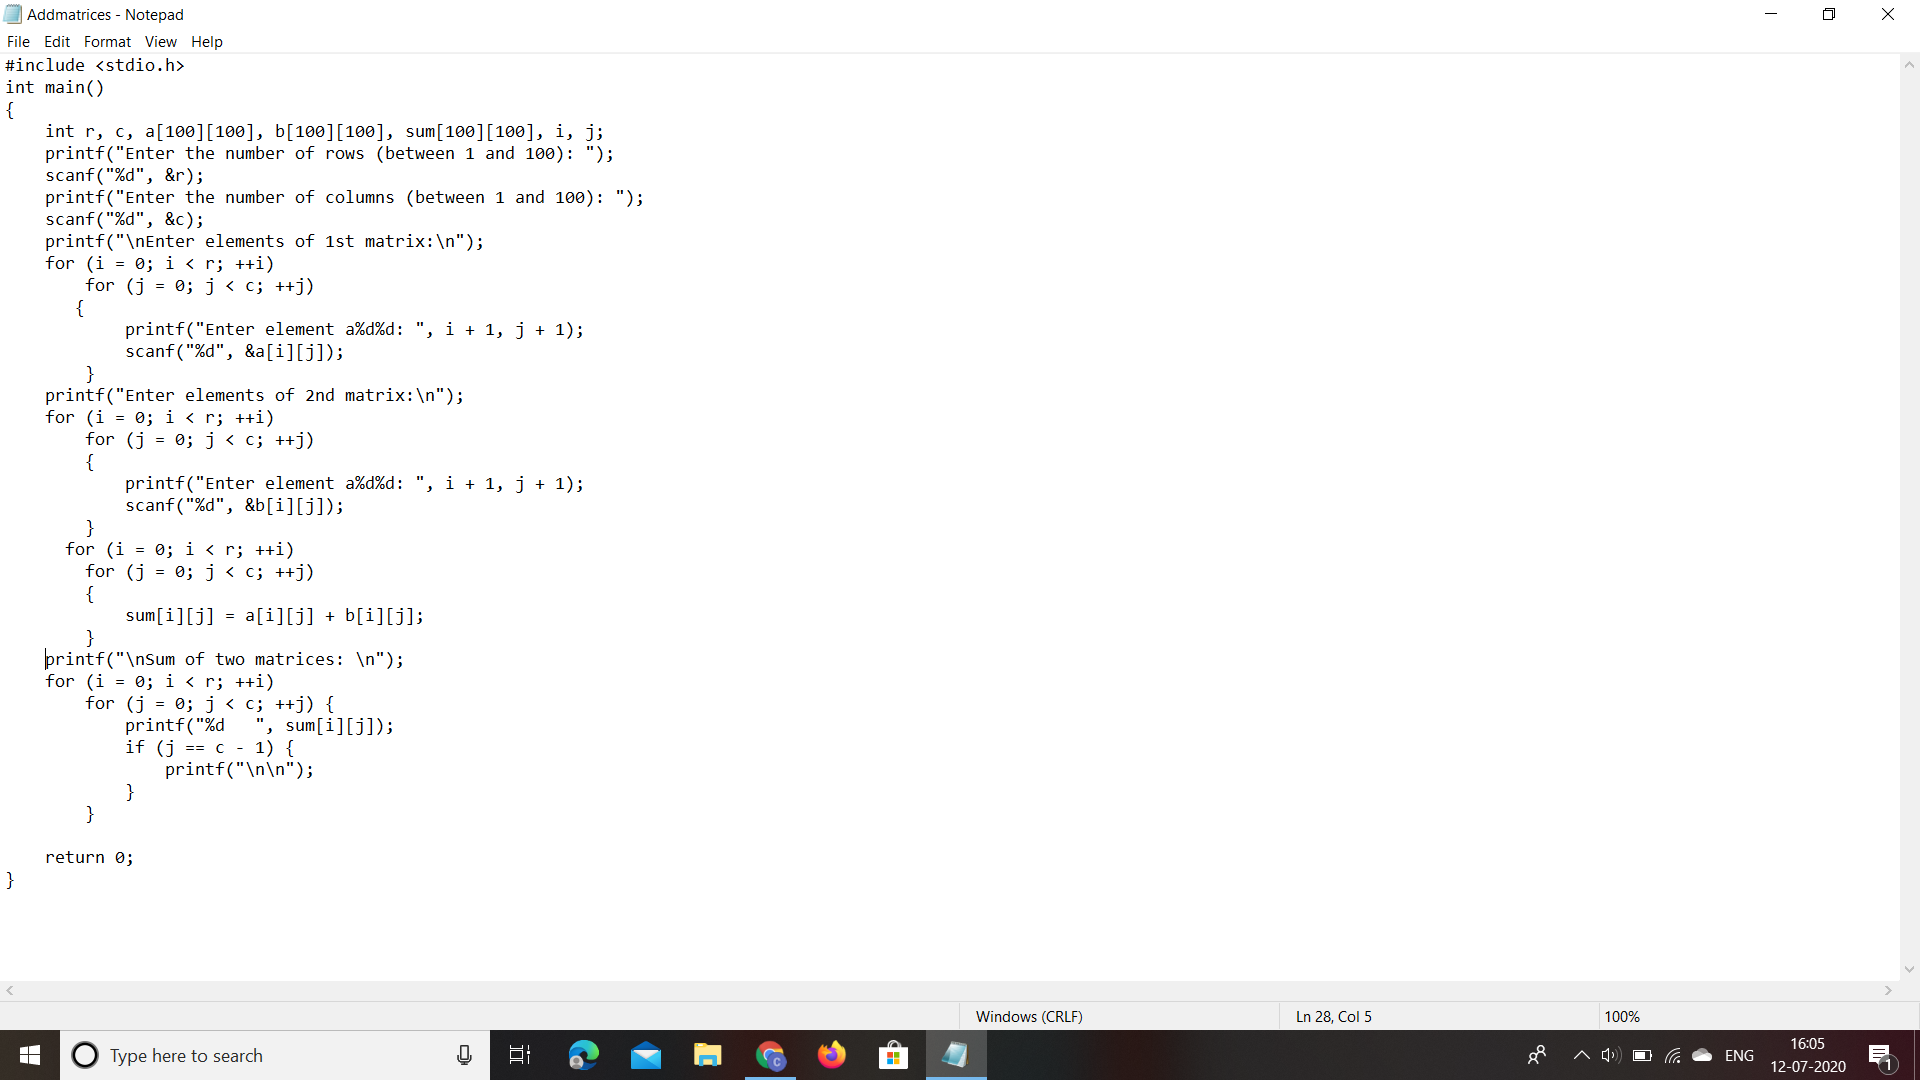 Addmatrices - Notepad
File Edit Format View Help
#include <stdio.h>
int main()
{
    int r, c, a[100][100], b[100][100], sum[100][100], i, j;
    printf("Enter the number of rows (between 1 and 100): ");
    scanf("%d", &r);
    printf("Enter the number of columns (between 1 and 100): ");
    scanf("%d", &c);
    printf("\nEnter elements of 1st matrix:\n");
    for (i = 0; i < r; ++i)
        for (j = 0; j < c; ++j)
       {
            printf("Enter element a%d%d: ", i + 1, j + 1);
            scanf("%d", &a[i][j]);
        }
    printf("Enter elements of 2nd matrix:\n");
    for (i = 0; i < r; ++i)
        for (j = 0; j < c; ++j)
        {
            printf("Enter element a%d%d: ", i + 1, j + 1);
            scanf("%d", &b[i][j]);
        }
      for (i = 0; i < r; ++i)
        for (j = 0; j < c; ++j)
        {
            sum[i][j] = a[i][j] + b[i][j];
        }
    printf("\nSum of two matrices: \n");
    for (i = 0; i < r; ++i)
        for (j = 0; j < c; ++j) {
            printf("%d   ", sum[i][j]);
            if (j == c - 1) {
                printf("\n\n");
            }
        }

    return 0;
}
Windows (CRLF) Ln 28, Col 5 100%
Type here to search
C
ENG
16:05
12-07-2020
1